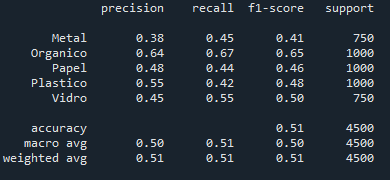 precision recall f1-score support
Metal 0.38 0.45 0.41 750
Organico 0.64 0.67 0.65 1000
Papel 0.48 0.44 0.46 1000
Plastico 0.55 0.42 0.48 1000
Vidro 0.45 0.55 0.50 750
accuracy 0.51 4500
macro avg 0.50 0.51 0.50 4500
weighted avg 0.51 0.51 0.51 4500